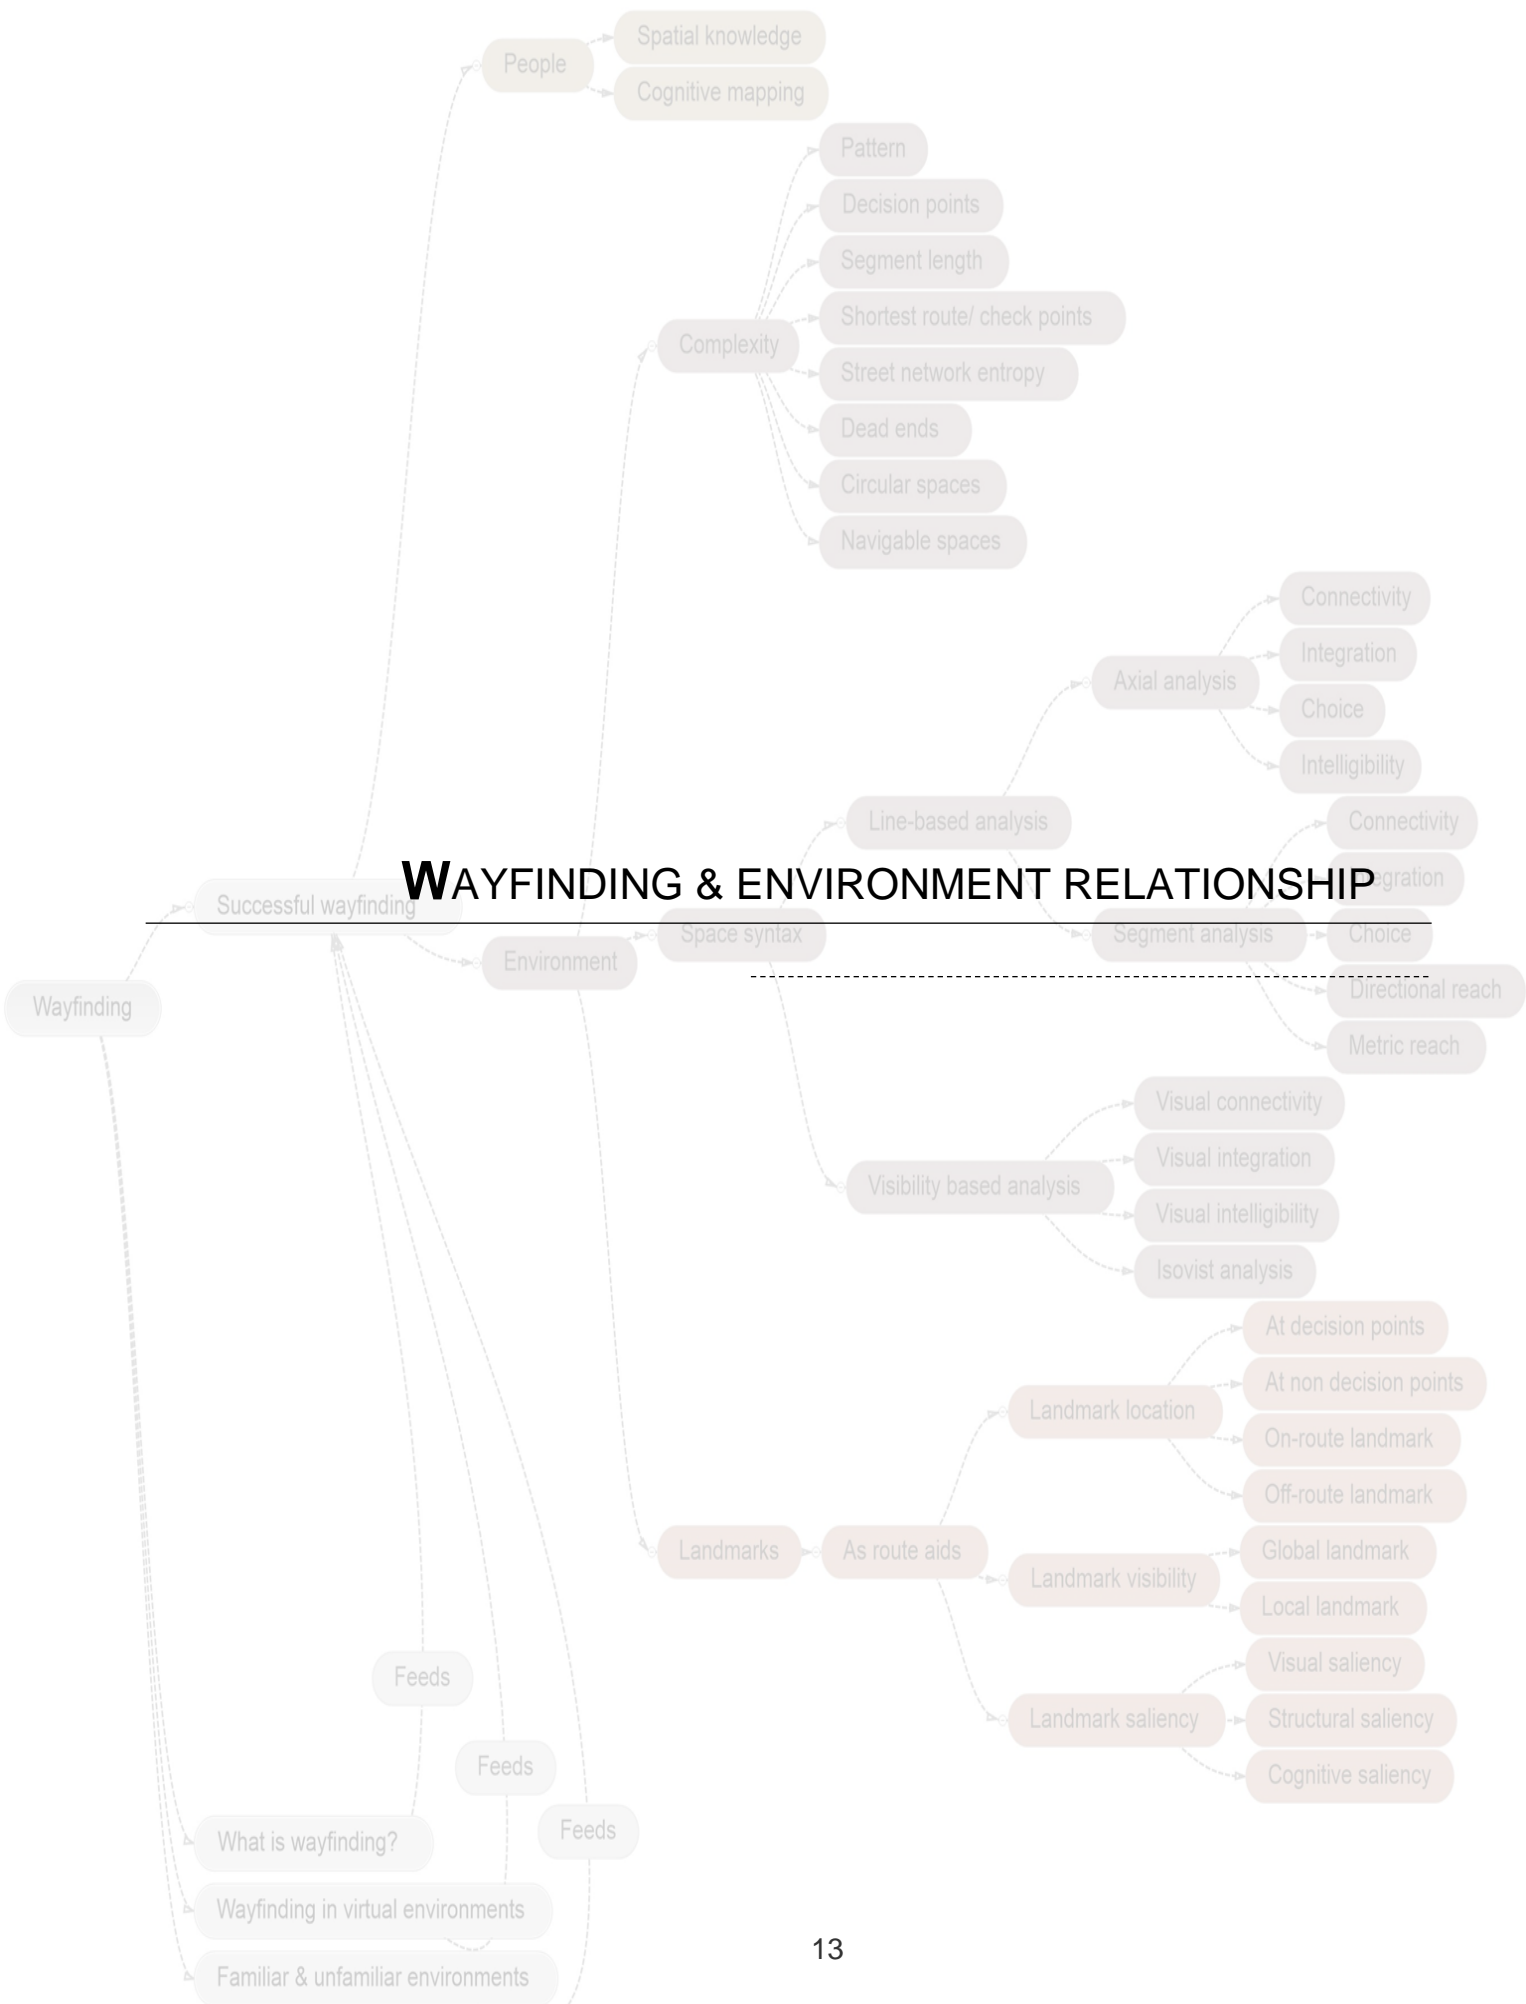 Spatial knowledge
People
Cognitive mapping
Pattern
Decision points
Segment length
Shortest route/ check points
Complexity
Street network entropy
Dead ends
Circular spaces
Navigable spaces
Connectivity
Integration
Axial analysis
Choice
Intelligibility
Line-based analysis
Connectivity
WAYFINDING & ENVIRONMENT RELATIONSHIP
Integration
Successful wayfinding
Space syntax
Segment analysis
Choice
Environment
Directional reach
Wayfinding
Metric reach
Visual connectivity
Visual integration
Visibility based analysis
Visual intelligibility
Isovist analysis
At decision points
At non decision points
Landmark location
On-route landmark
Off-route landmark
Landmarks
As route aids
Global landmark
Landmark visibility
Local landmark
Visual saliency
Feeds
Landmark saliency
Structural saliency
Feeds
Cognitive saliency
Feeds
What is wayfinding?
Wayfinding in virtual environments
13
Familiar & unfamiliar environments